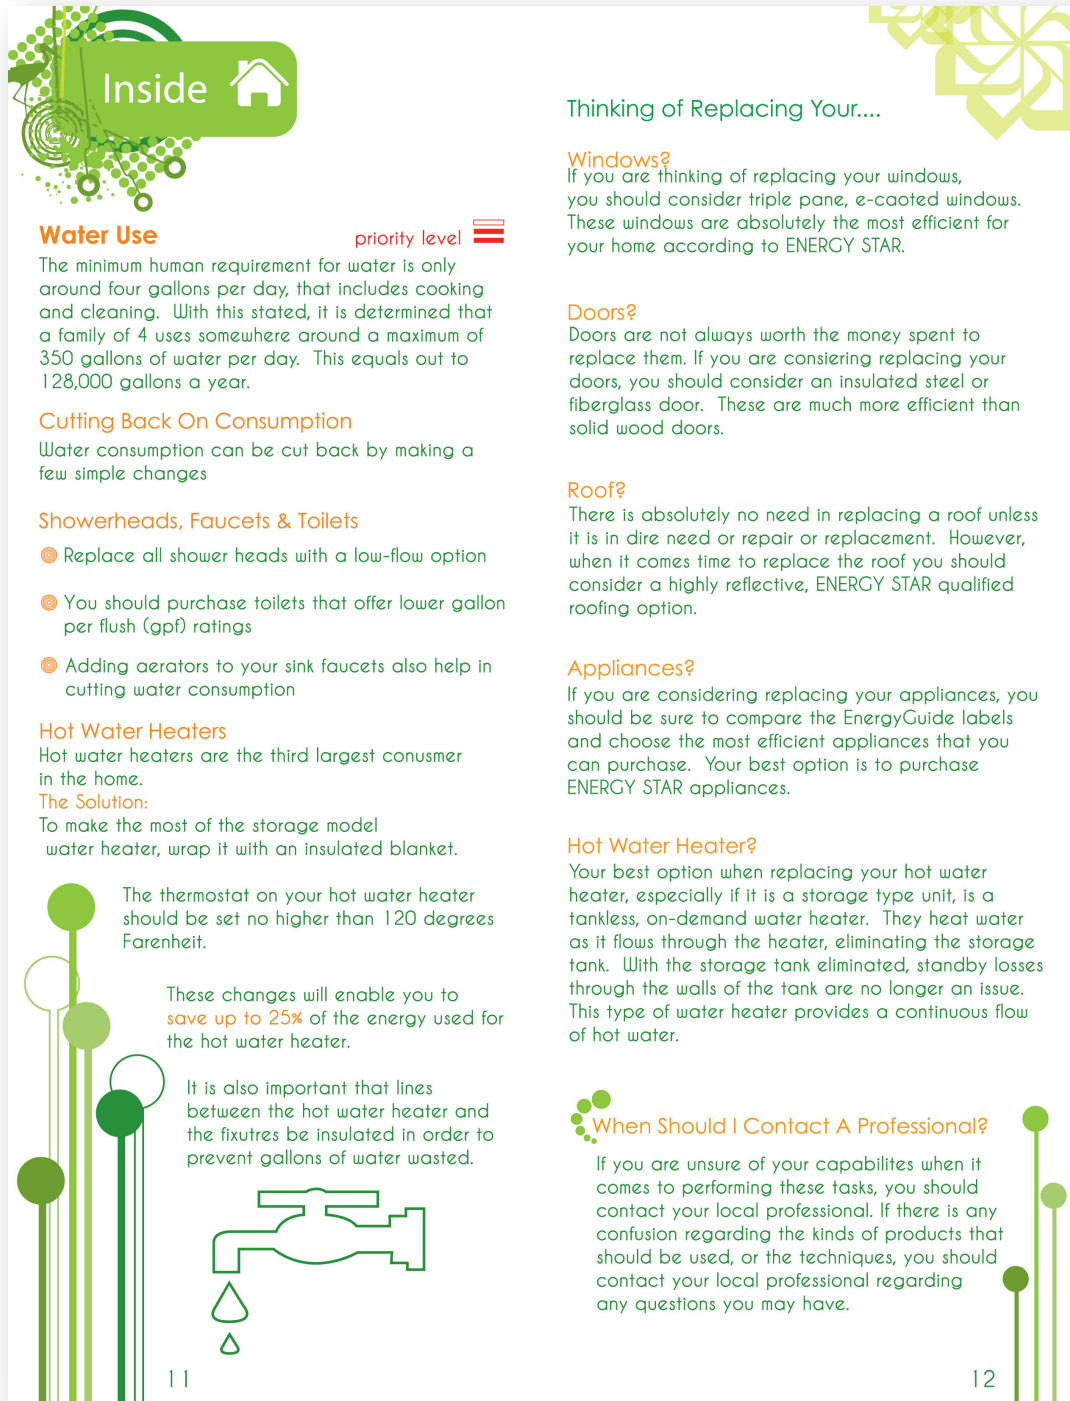 Inside
Water Use
priority level
The minimum human requirement for water is only
around four gallons per day, that includes cooking
and cleaning.  With this stated, it is determined that
a family of 4 uses somewhere around a maximum of
350 gallons of water per day.  This equals out to
128,000 gallons a year.
Cutting Back On Consumption
Water consumption can be cut back by making a
few simple changes
Showerheads, Faucets & Toilets
Replace all shower heads with a low-flow option
You should purchase toilets that offer lower gallon
per flush (gpf) ratings
Adding aerators to your sink faucets also help in
cutting water consumption
Hot Water Heaters
Hot water heaters are the third largest conusmer
in the home.
The Solution:
To make the most of the storage model
water heater, wrap it with an insulated blanket.
The thermostat on your hot water heater
should be set no higher than 120 degrees
Farenheit.
These changes will enable you to
save up to 25% of the energy used for
the hot water heater.
It is also important that lines
between the hot water heater and
the fixutres be insulated in order to
prevent gallons of water wasted.
11
Thinking of Replacing Your....
Windows?
If you are thinking of replacing your windows,
you should consider triple pane, e-caoted windows.
These windows are absolutely the most efficient for
your home according to ENERGY STAR.
Doors?
Doors are not always worth the money spent to
replace them. If you are consiering replacing your
doors, you should consider an insulated steel or
fiberglass door.  These are much more efficient than
solid wood doors.
Roof?
There is absolutely no need in replacing a roof unless
it is in dire need or repair or replacement.  However,
when it comes time to replace the roof you should
consider a highly reflective, ENERGY STAR qualified
roofing option.
Appliances?
If you are considering replacing your appliances, you
should be sure to compare the EnergyGuide labels
and choose the most efficient appliances that you
can purchase.  Your best option is to purchase
ENERGY STAR appliances.
Hot Water Heater?
Your best option when replacing your hot water
heater, especially if it is a storage type unit, is a
tankless, on-demand water heater.  They heat water
as it flows through the heater, eliminating the storage
tank.  With the storage tank eliminated, standby losses
through the walls of the tank are no longer an issue.
This type of water heater provides a continuous flow
of hot water.
When Should I Contact A Professional?
If you are unsure of your capabilites when it
comes to performing these tasks, you should
contact your local professional. If there is any
confusion regarding the kinds of products that
should be used, or the techniques, you should
contact your local professional regarding
any questions you may have.
12